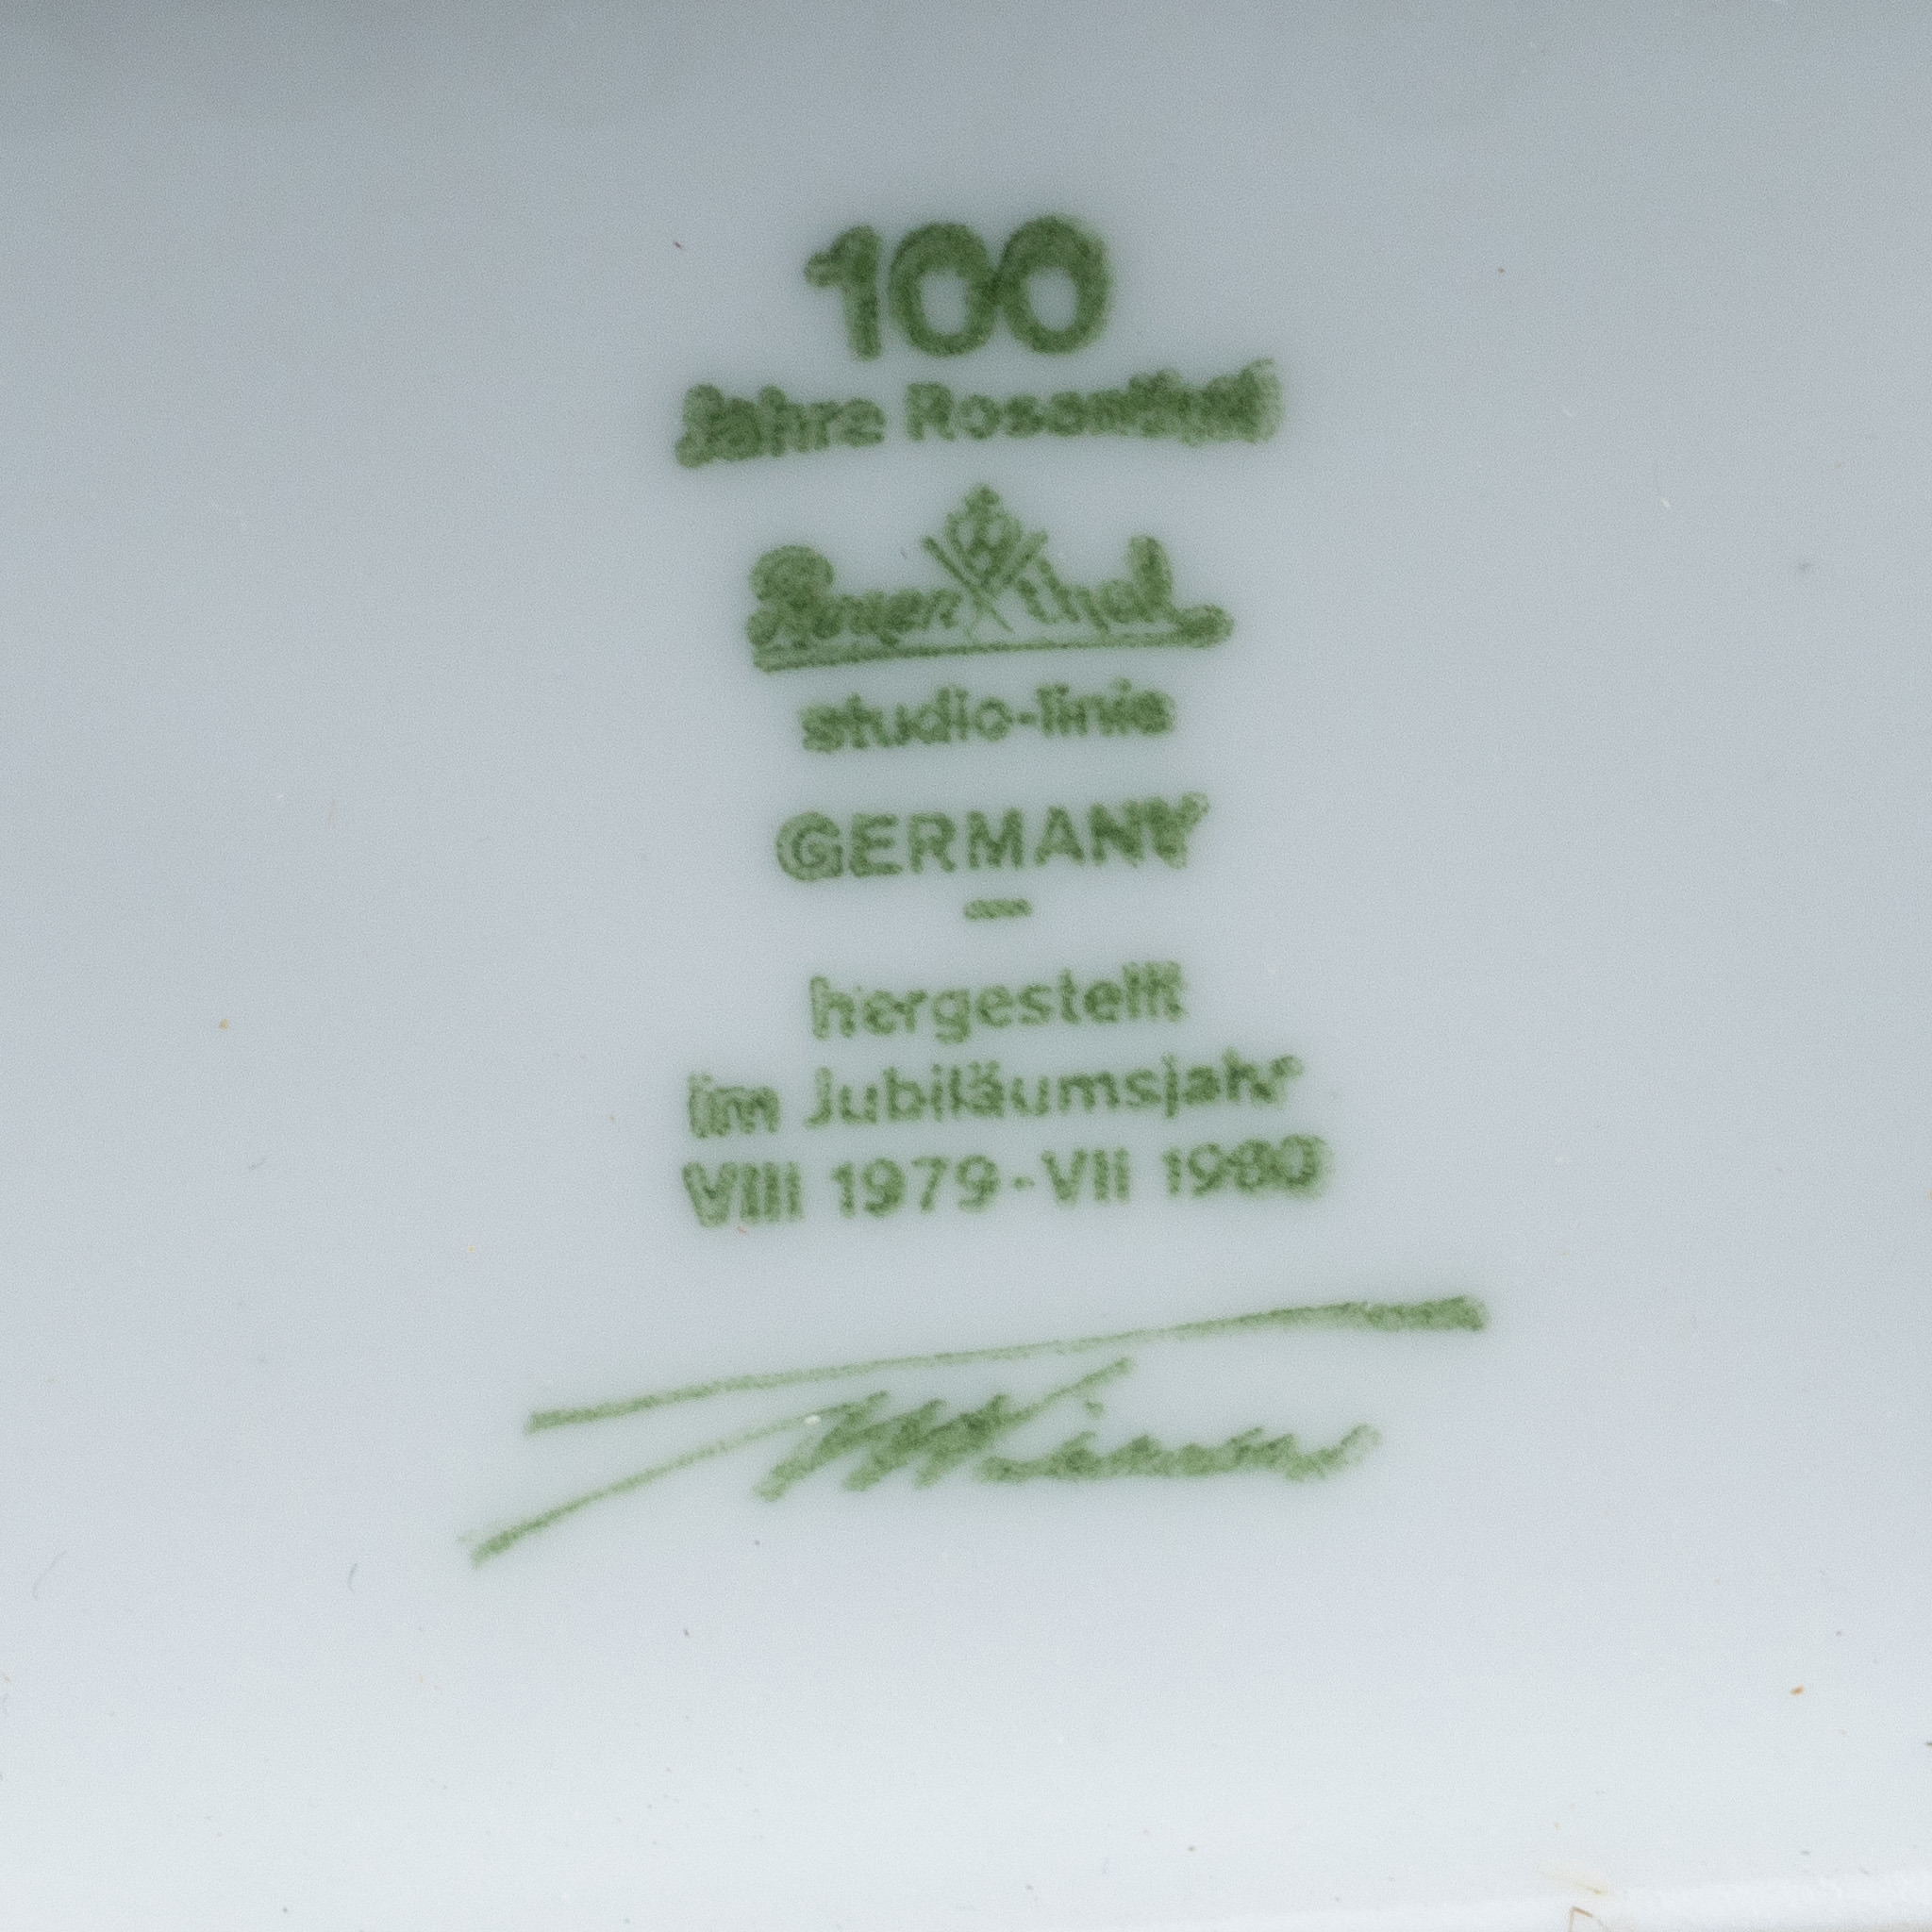 100
Jahre Rosenthal
Rosenthal
studio-linie
GERMANY
hergestellt
im Jubiläumsjahr
VIII 1979-VII 1980